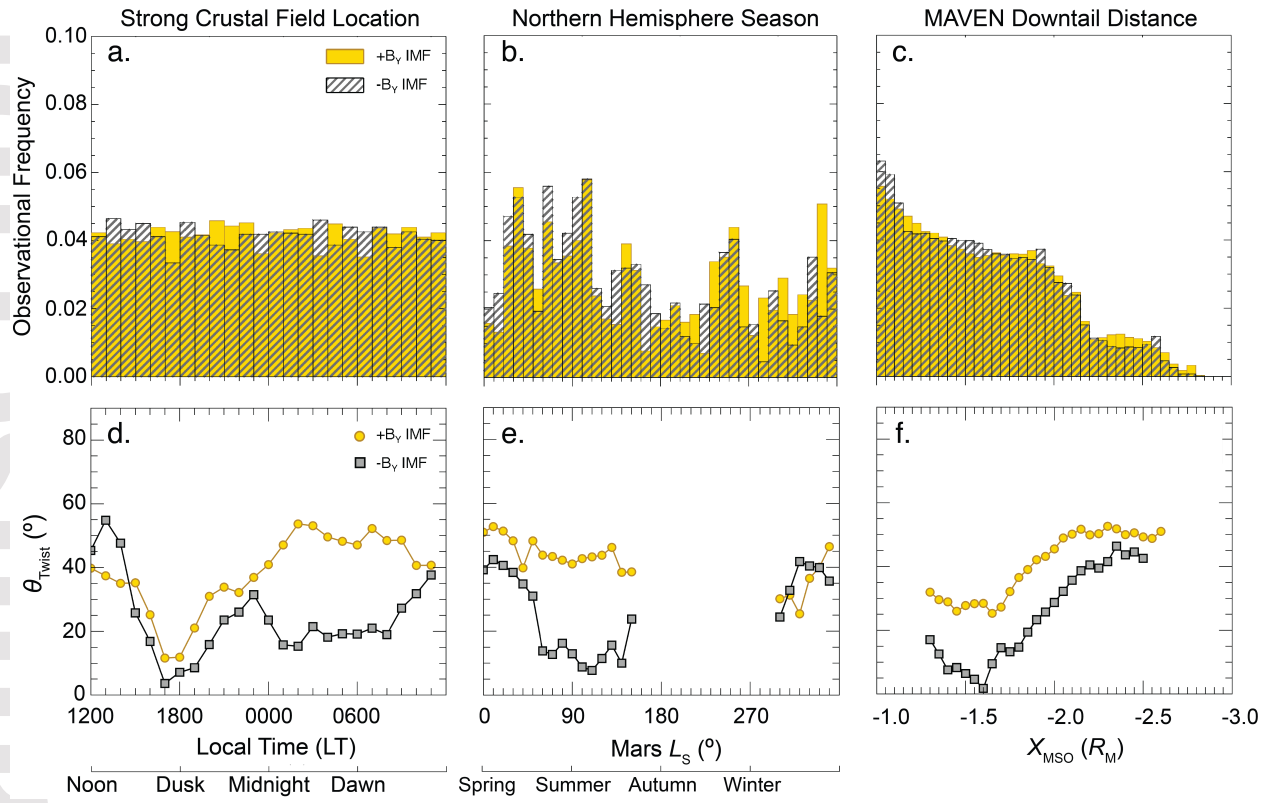 Strong Crustal Field Location
Northern Hemisphere Season
MAVEN Downtail Distance
Observational Frequency
0.10
0.08
0.06
0.04
0.02
0.00
a.
+BY IMF
-BY IMF
b.
c.
θTwist (º)
80
60
40
20
0
d.
+BY IMF
-BY IMF
e.
f.
1200 1800 0000 0600
0 90 180 270
-1.0 -1.5 -2.0 -2.5 -3.0
Local Time (LT)
Mars LS (º)
XMSO (RM)
Noon Dusk Midnight Dawn
Spring Summer Autumn Winter